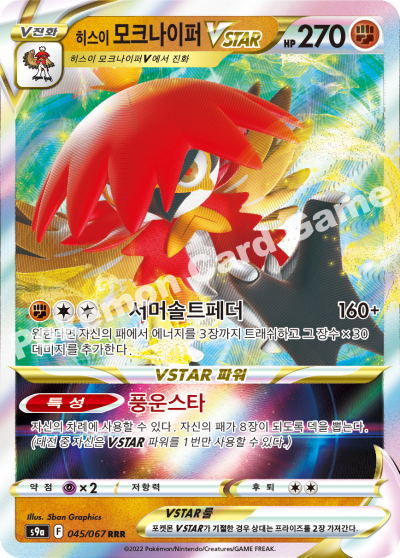 V진화 히스이 모크나이퍼 VSTAR HP 270
히스이 모크나이퍼V에서 진화
Pokémon Card Game
서머솔트페더 160+
원한다면 자신의 패에서 에너지를 3장까지 트래쉬하고 그 장수×30
데미지를 추가한다.
VSTAR 파워
특성 풍운스타
자신의 차례에 사용할 수 있다. 자신의 패가 8장이 되도록 덱을 뽑는다.
(대전 중 자신은 VSTAR 파워를 1번만 사용할 수 있다.)
약점 ×2 저항력 후퇴
Illus. 5ban Graphics
VSTAR룰
s9a F 045/067 RRR
포켓몬 VSTAR가 기절한 경우 상대는 프라이즈를 2장 가져간다.
©2022 Pokémon/Nintendo/Creatures/GAME FREAK.